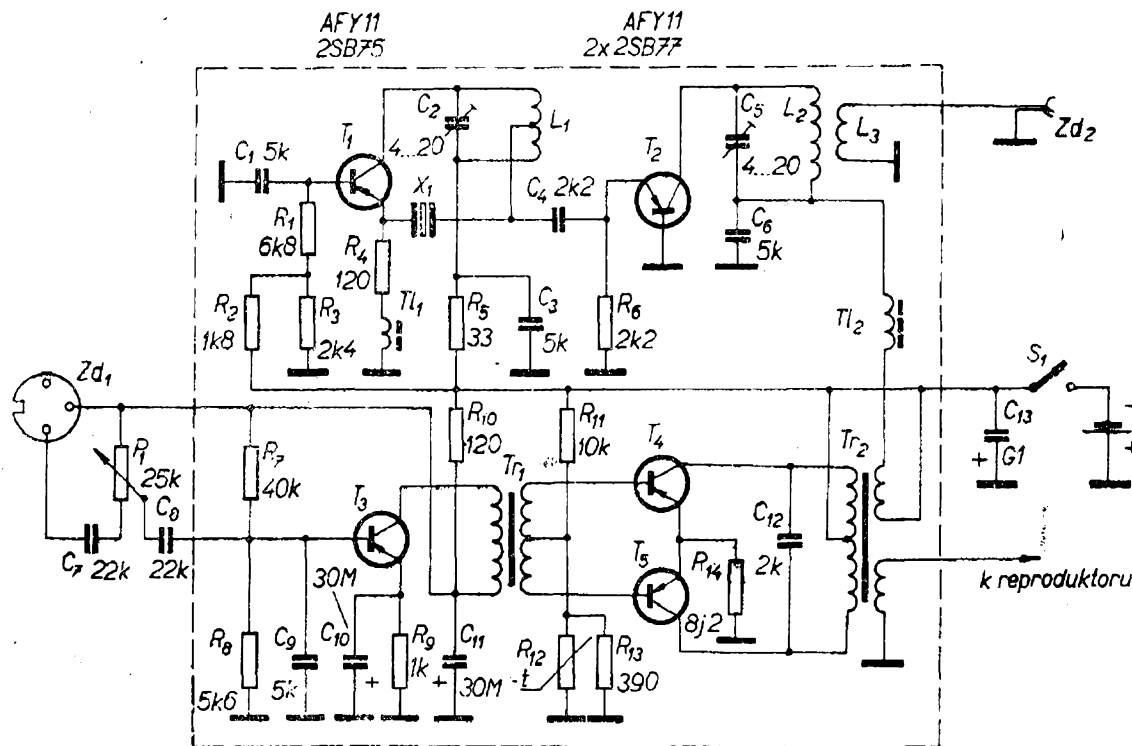 AFY11
2SB75
AFY11
2x 2SB77
C2
4...20
L1
T1
C1 5k
X1
R1
6k8
R4
120
Tl1
R2
1k8
R3
2k4
R5
33
C3
5k
C4 2k2
R6
2k2
T2
C5
4...20
L2
L3
Zd2
C6
5k
Tl2
S1
C13
+ G1
+
Zd1
P1
25k
C8
22k
C7
22k
R7
40k
R8
5k6
C9
5k
T3
30M
C10
+
R9
1k
C11
+
30M
R10
120
R11
10k
Tr1
R12
-t
R13
390
T4
T5
R14
8j2
C12
2k
Tr2
k reproduktoru